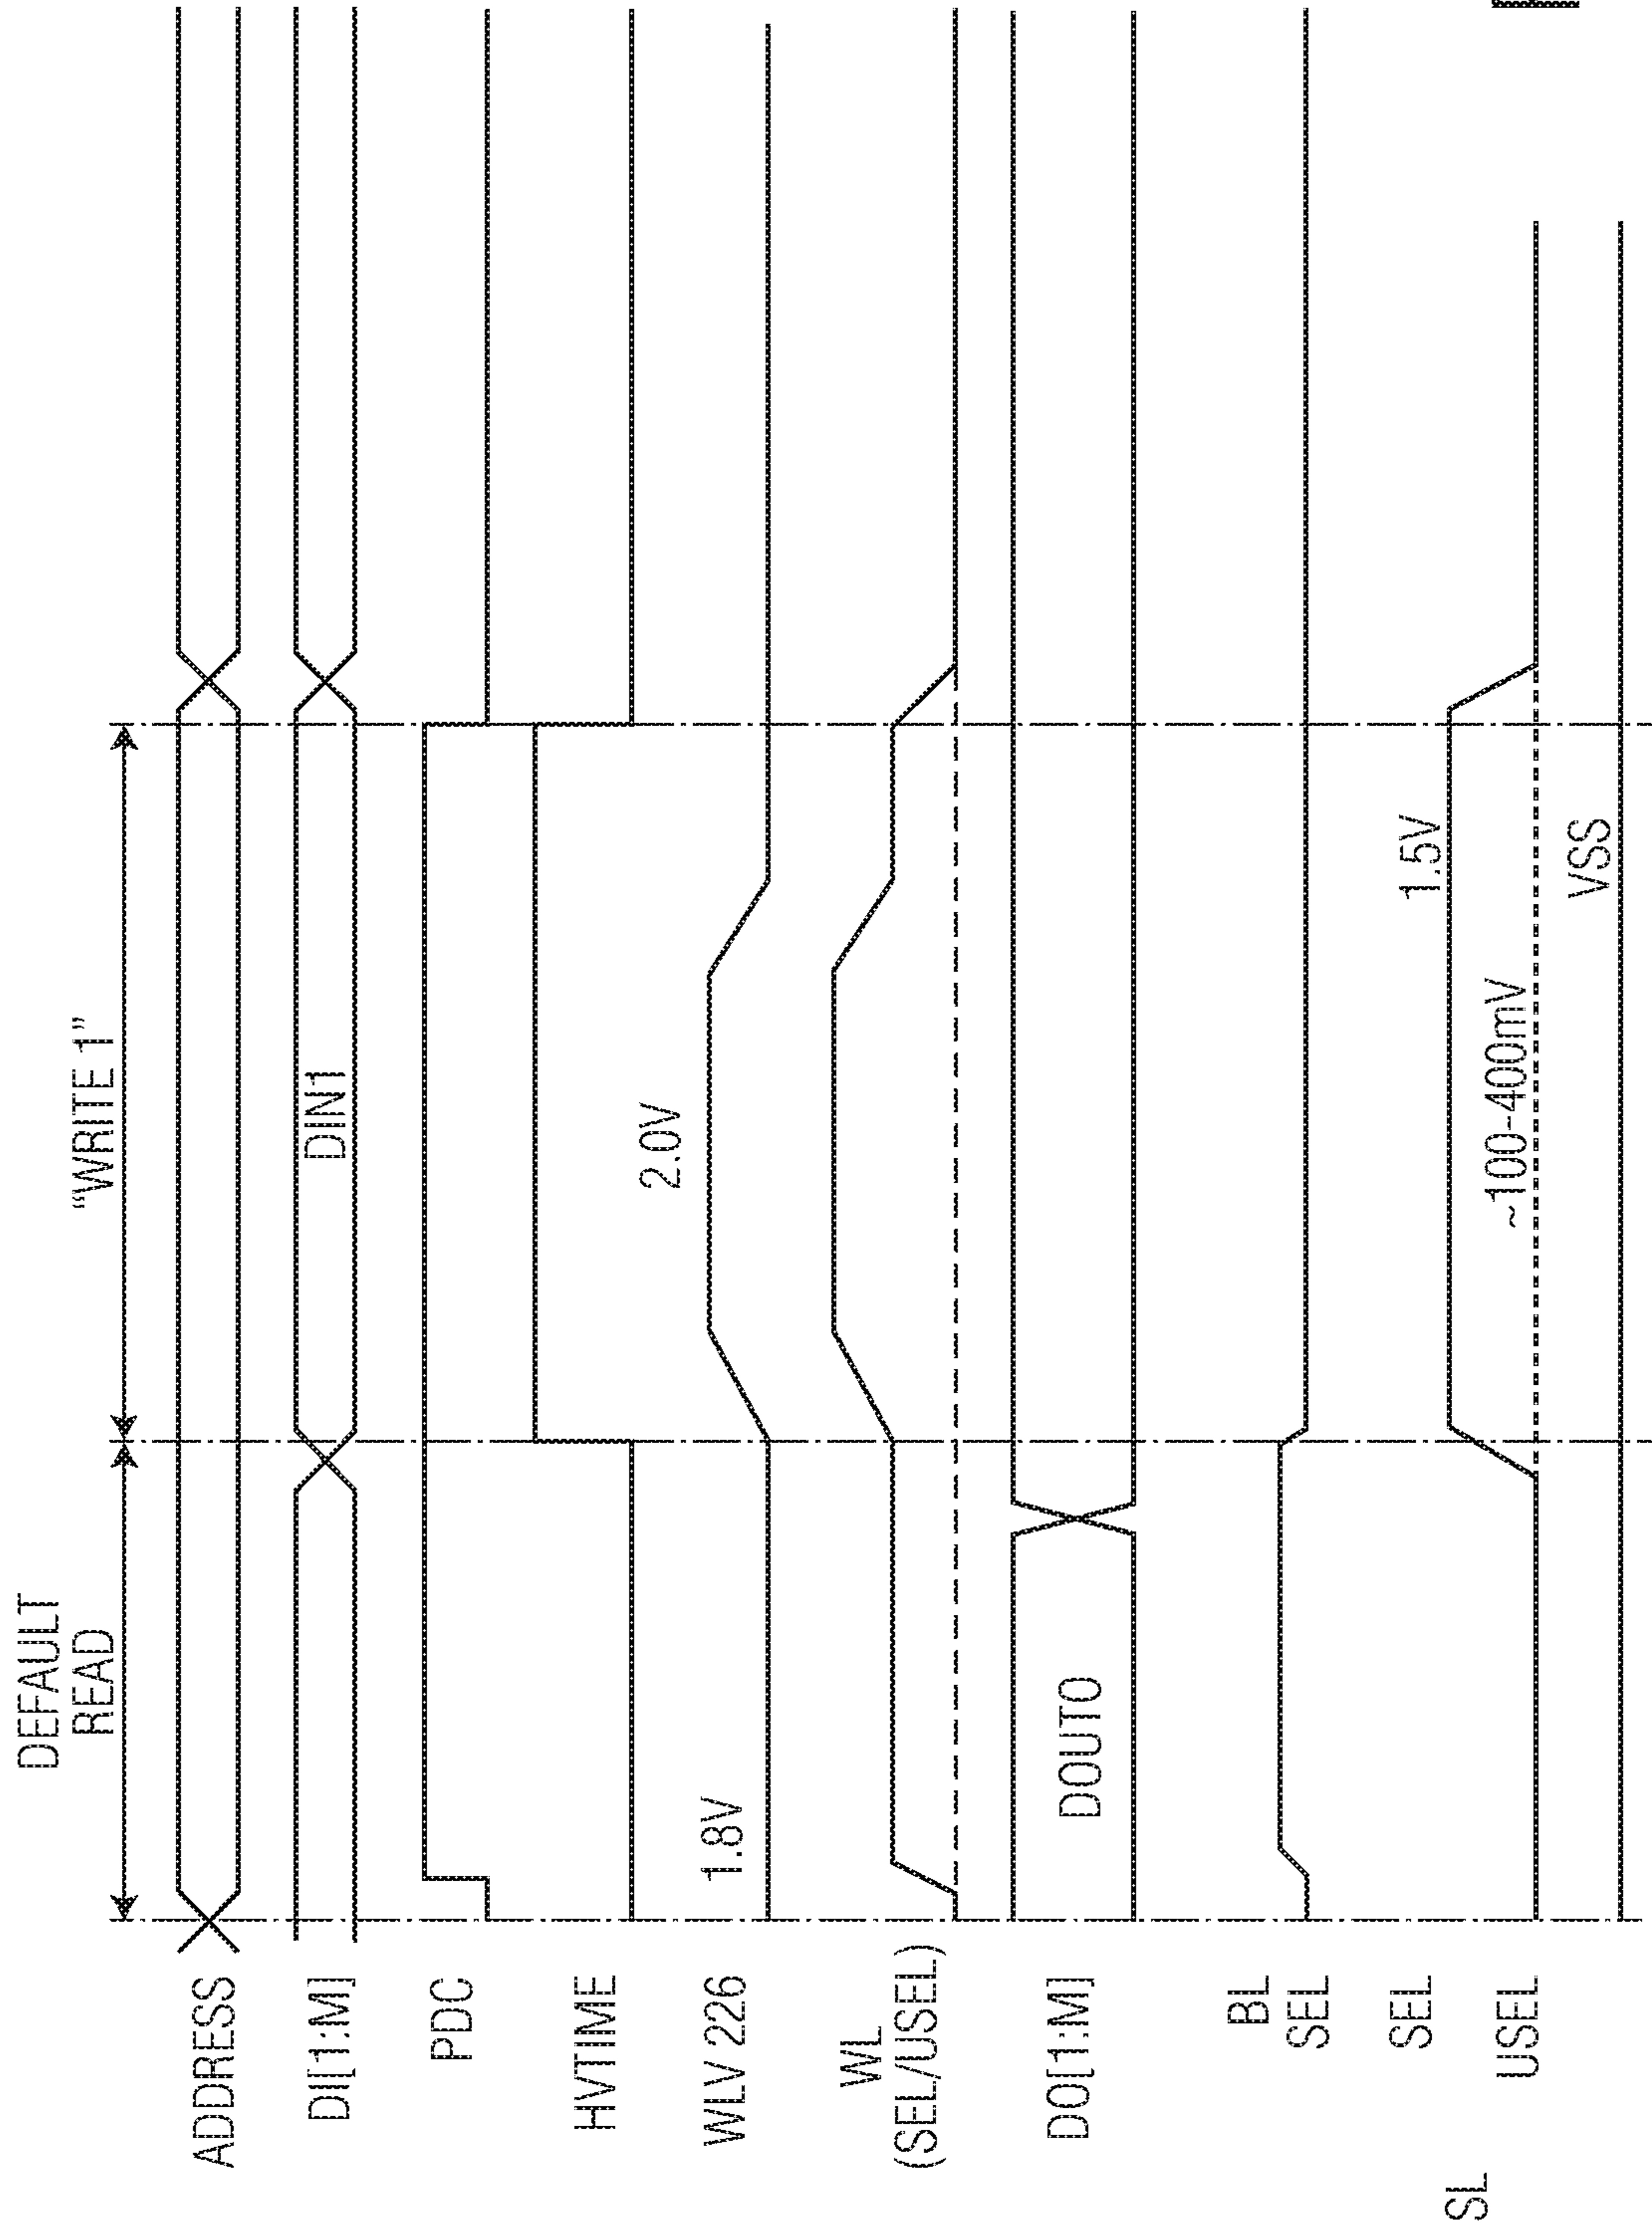 DEFAULT
READ
“WRITE 1”
ADDRESS
DI[1:M]
DIN1
PDC
HVTIME
WLV 226
1.8V
2.0V
WL
(SEL/USEL)
DO[1:M]
DOUT0
BL
SEL
SL
SEL
1.5V
USEL
~100-400mV
VSS